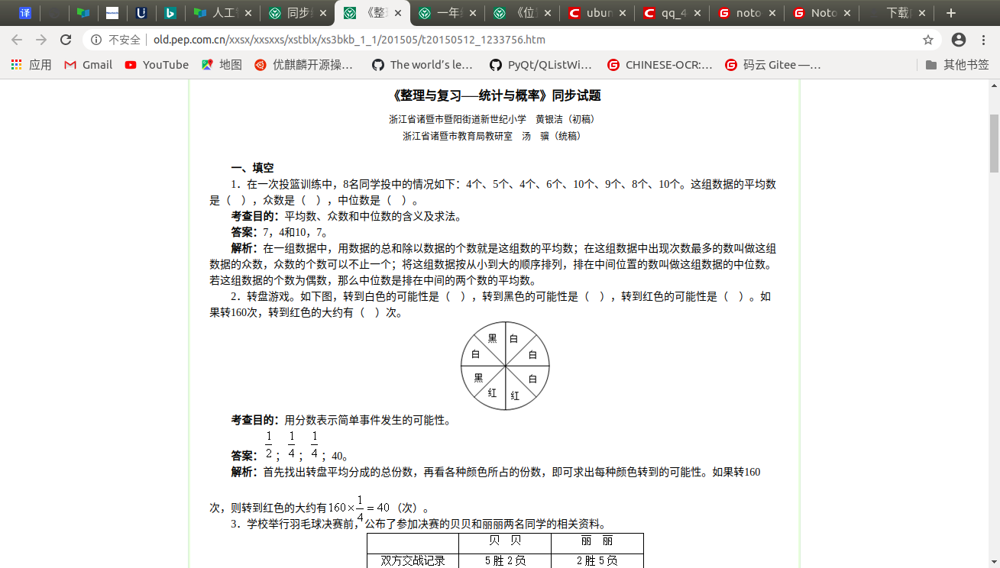 译
人工智
同步
《整理
一年
《位
ubun
qq_4
noto
Noto
下载
不安全
old.pep.com.cn/xxsx/xxsxxs/xstblx/xs3bkb_1_1/201505/t20150512_1233756.htm
应用
Gmail
YouTube
地图
优麒麟开源操...
The world's le...
PyQt/QListWi...
CHINESE-OCR:...
码云 Gitee —...
其他书签
《整理与复习──统计与概率》同步试题
浙江省诸暨市暨阳街道新世纪小学 黄银洁（初稿）
浙江省诸暨市教育局教研室 汤 骥（统稿）
一、填空
1．在一次投篮训练中，8名同学投中的情况如下：4个、5个、4个、6个、10个、9个、8个、10个。这组数据的平均数
是（ ），众数是（ ），中位数是（ ）。
考查目的：平均数、众数和中位数的含义及求法。
答案：7，4和10，7。
解析：在一组数据中，用数据的总和除以数据的个数就是这组数的平均数；在这组数据中出现次数最多的数叫做这组
数据的众数，众数的个数可以不止一个；将这组数据按从小到大的顺序排列，排在中间位置的数叫做这组数据的中位数。
若这组数据的个数为偶数，那么中位数是排在中间的两个数的平均数。
2．转盘游戏。如下图，转到白色的可能性是（ ），转到黑色的可能性是（ ），转到红色的可能性是（ ）。如
果转160次，转到红色的大约有（ ）次。
黑 白
白 白
黑 白
红 红
考查目的：用分数表示简单事件发生的可能性。
答案：1/2；1/4；1/4；40。
解析：首先找出转盘平均分成的总份数，再看各种颜色所占的份数，即可求出每种颜色转到的可能性。如果转160
次，则转到红色的大约有160×1/4=40（次）。
3．学校举行羽毛球决赛前，公布了参加决赛的贝贝和丽丽两名同学的相关资料。
贝 贝 丽 丽
双方交战记录 5胜2负 2胜5负